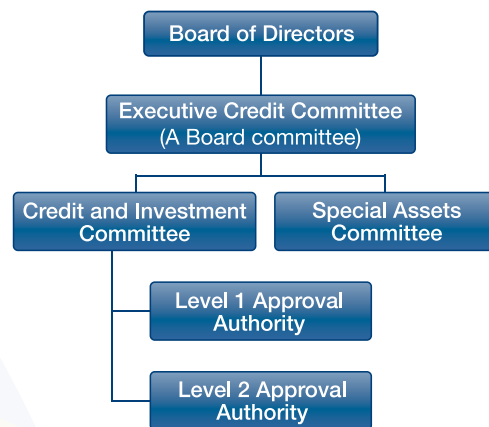 Board of Directors
Executive Credit Committee
(A Board committee)
Credit and Investment
Committee
Special Assets
Committee
Level 1 Approval
Authority
Level 2 Approval
Authority